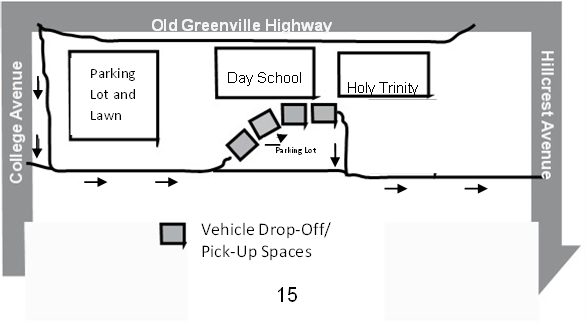 Old Greenville Highway
College Avenue
Parking
Lot and
Lawn
Day School
Holy Trinity
Hillcrest Avenue
Parking Lot
Vehicle Drop-Off/
Pick-Up Spaces
15